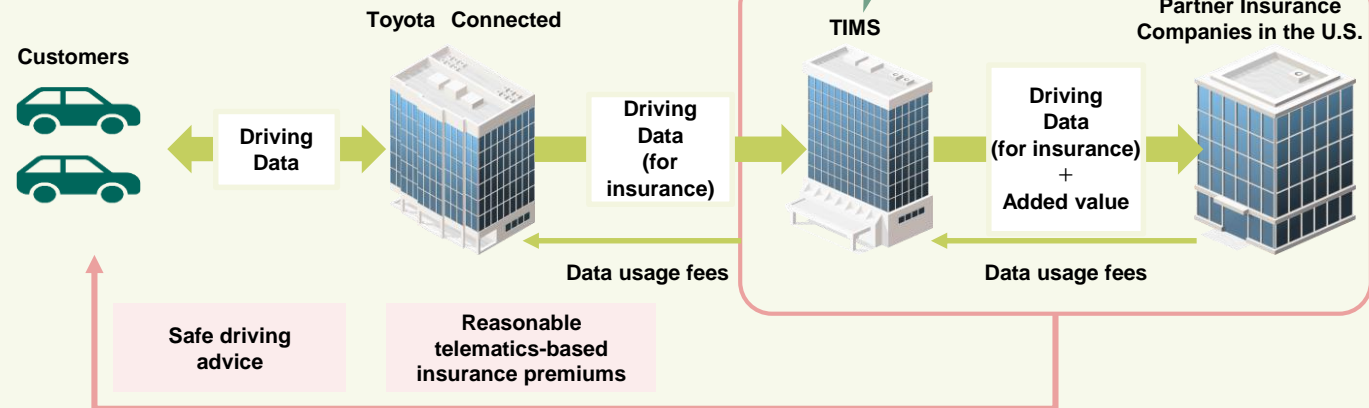 Toyota Connected
TIMS
Partner Insurance
Companies in the U.S.
Customers
Driving
Data
Driving
Data
(for
insurance)
Driving
Data
(for insurance)
+
Added value
Data usage fees
Data usage fees
Safe driving
advice
Reasonable
telematics-based
insurance premiums